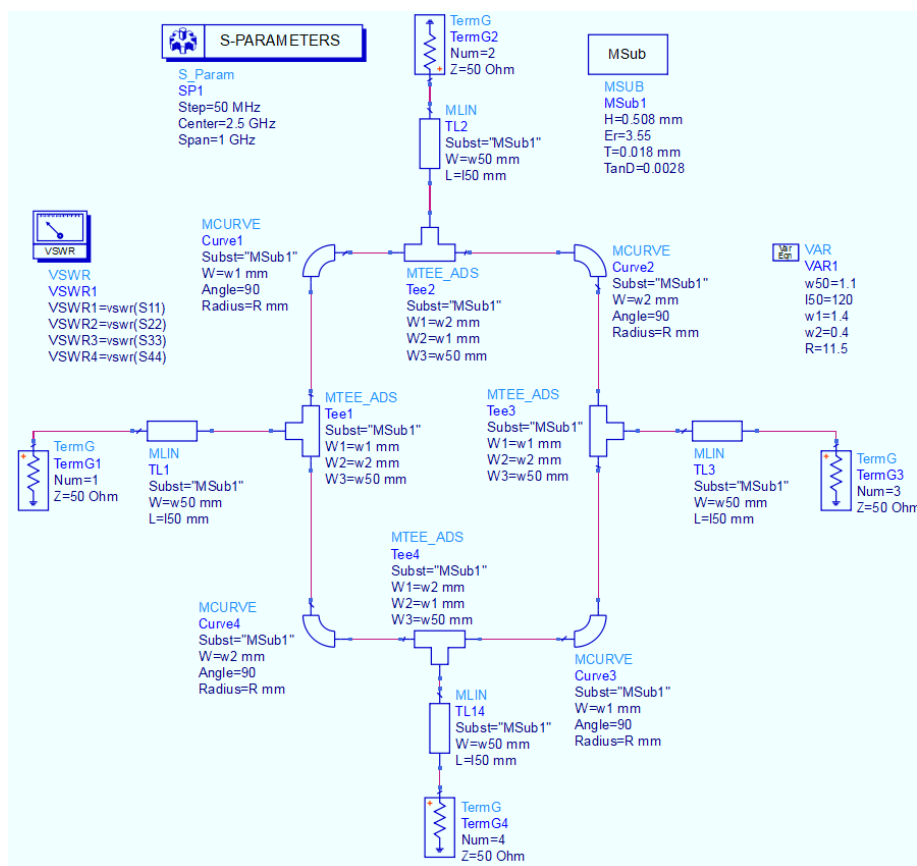 S-PARAMETERS
S_Param
SP1
Step=50 MHz
Center=2.5 GHz
Span=1 GHz
TermG
TermG2
Num=2
Z=50 Ohm
MSub
MSUB
MSub1
H=0.508 mm
Er=3.55
T=0.018 mm
TanD=0.0028
MLIN
TL2
Subst="MSub1"
W=w50 mm
L=l50 mm
VSWR
VSWR
VSWR1
VSWR1=vswr(S11)
VSWR2=vswr(S22)
VSWR3=vswr(S33)
VSWR4=vswr(S44)
MCURVE
Curve1
Subst="MSub1"
W=w1 mm
Angle=90
Radius=R mm
MTEE_ADS
Tee2
Subst="MSub1"
W1=w2 mm
W2=w1 mm
W3=w50 mm
MCURVE
Curve2
Subst="MSub1"
W=w2 mm
Angle=90
Radius=R mm
Var
Eqn
VAR
VAR1
w50=1.1
l50=120
w1=1.4
w2=0.4
R=11.5
TermG
TermG1
Num=1
Z=50 Ohm
MLIN
TL1
Subst="MSub1"
W=w50 mm
L=l50 mm
MTEE_ADS
Tee1
Subst="MSub1"
W1=w1 mm
W2=w2 mm
W3=w50 mm
MTEE_ADS
Tee3
Subst="MSub1"
W1=w1 mm
W2=w2 mm
W3=w50 mm
MLIN
TL3
Subst="MSub1"
W=w50 mm
L=l50 mm
TermG
TermG3
Num=3
Z=50 Ohm
MTEE_ADS
Tee4
Subst="MSub1"
W1=w2 mm
W2=w1 mm
W3=w50 mm
MCURVE
Curve4
Subst="MSub1"
W=w2 mm
Angle=90
Radius=R mm
MCURVE
Curve3
Subst="MSub1"
W=w1 mm
Angle=90
Radius=R mm
MLIN
TL14
Subst="MSub1"
W=w50 mm
L=l50 mm
TermG
TermG4
Num=4
Z=50 Ohm